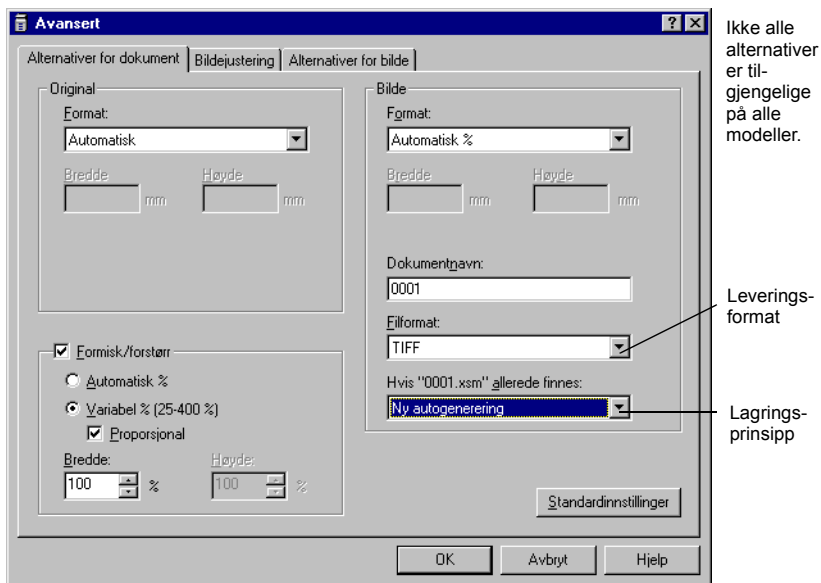 Avansert
Alternativer for dokument Bildejustering Alternativer for bilde
Original
Format:
Automatisk
Bredde Høyde
mm mm
Formisk/forstørr
Automatisk %
Variabel % (25-400 %)
Proporsjonal
Bredde: Høyde:
100 % 100 %
Bilde
Format:
Automatisk %
Bredde Høyde
mm mm
Dokumentnavn:
0001
Filformat:
TIFF
Hvis "0001.xsm" allerede finnes:
Ny autogenerering
Standardinnstillinger
OK Avbryt Hjelp
Ikke alle
alternativer
er til-
gjengelige
på alle
modeller.
Leverings-
format
Lagrings-
prinsipp